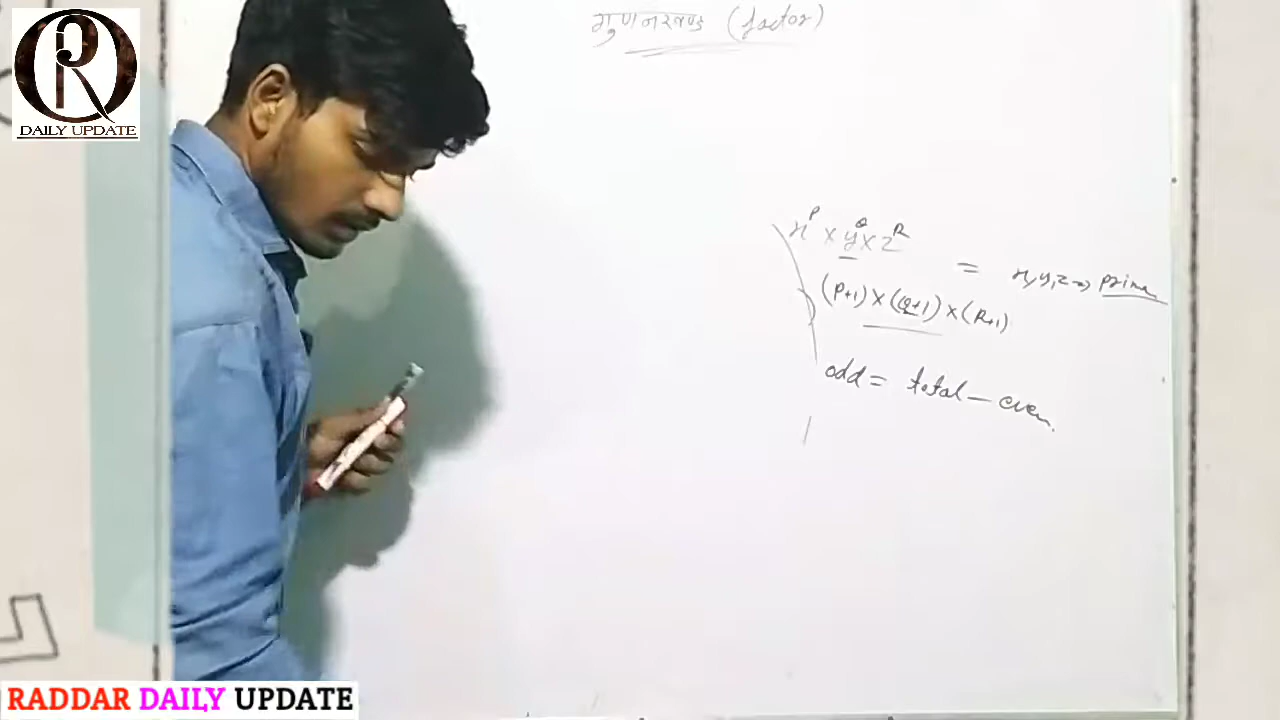 DAILY UPDATE
गुणनखण्ड (factor)
x^P × y^Q × z^R
= x,y,z → prime
(P+1) × (Q+1) × (R+1)
odd = total – even
RADDAR DAILY UPDATE